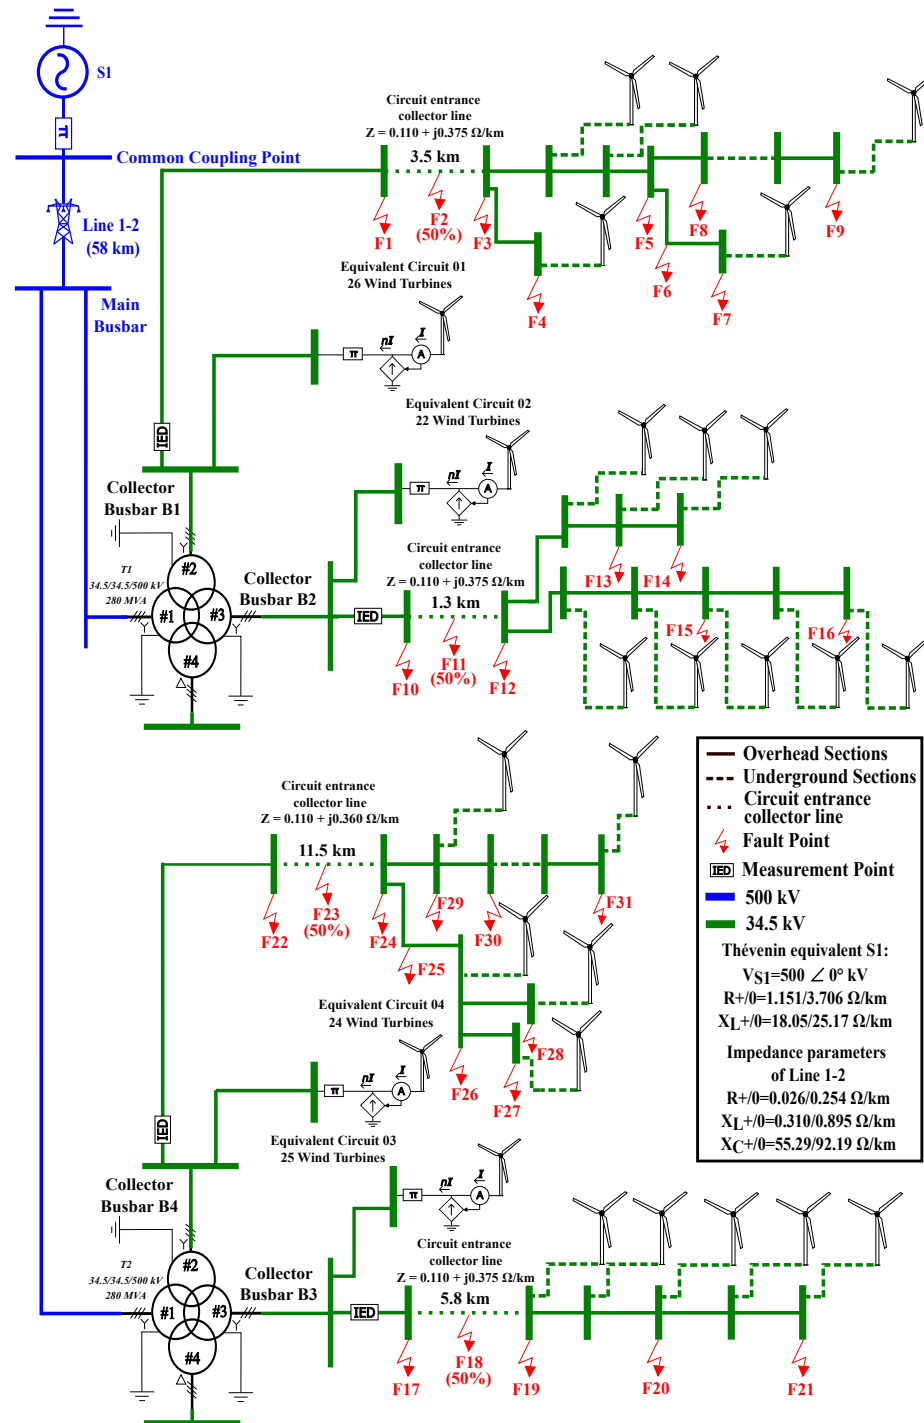 S1
π
Common Coupling Point
Line 1-2
(58 km)
Main
Busbar
Circuit entrance
collector line
Z = 0.110 + j0.375 Ω/km
3.5 km
F1
F2
(50%)
F3
F4
F5
F6
F7
F8
F9
Equivalent Circuit 01
26 Wind Turbines
nI
I
π
A
IED
Collector
Busbar B1
Equivalent Circuit 02
22 Wind Turbines
nI
I
π
A
T1
34.5/34.5/500 kV
280 MVA
#2
#1
#3
#4
Collector
Busbar B2
Circuit entrance
collector line
Z = 0.110 + j0.375 Ω/km
1.3 km
IED
F10
F11
(50%)
F12
F13
F14
F15
F16
Overhead Sections
Underground Sections
Circuit entrance
collector line
Fault Point
IED
Measurement Point
500 kV
34.5 kV
Thévenin equivalent S1:
VS1=500 ∠ 0° kV
R+/0=1.151/3.706 Ω/km
XL+/0=18.05/25.17 Ω/km
Impedance parameters
of Line 1-2
R+/0=0.026/0.254 Ω/km
XL+/0=0.310/0.895 Ω/km
XC+/0=55.29/92.19 Ω/km
Circuit entrance
collector line
Z = 0.110 + j0.360 Ω/km
11.5 km
F22
F23
(50%)
F24
F25
F26
F27
F28
F29
F30
F31
Equivalent Circuit 04
24 Wind Turbines
nI
I
π
A
IED
Equivalent Circuit 03
25 Wind Turbines
nI
I
π
A
Collector
Busbar B4
T2
34.5/34.5/500 kV
280 MVA
#2
#1
#3
#4
Collector
Busbar B3
Circuit entrance
collector line
Z = 0.110 + j0.375 Ω/km
5.8 km
IED
F17
F18
(50%)
F19
F20
F21